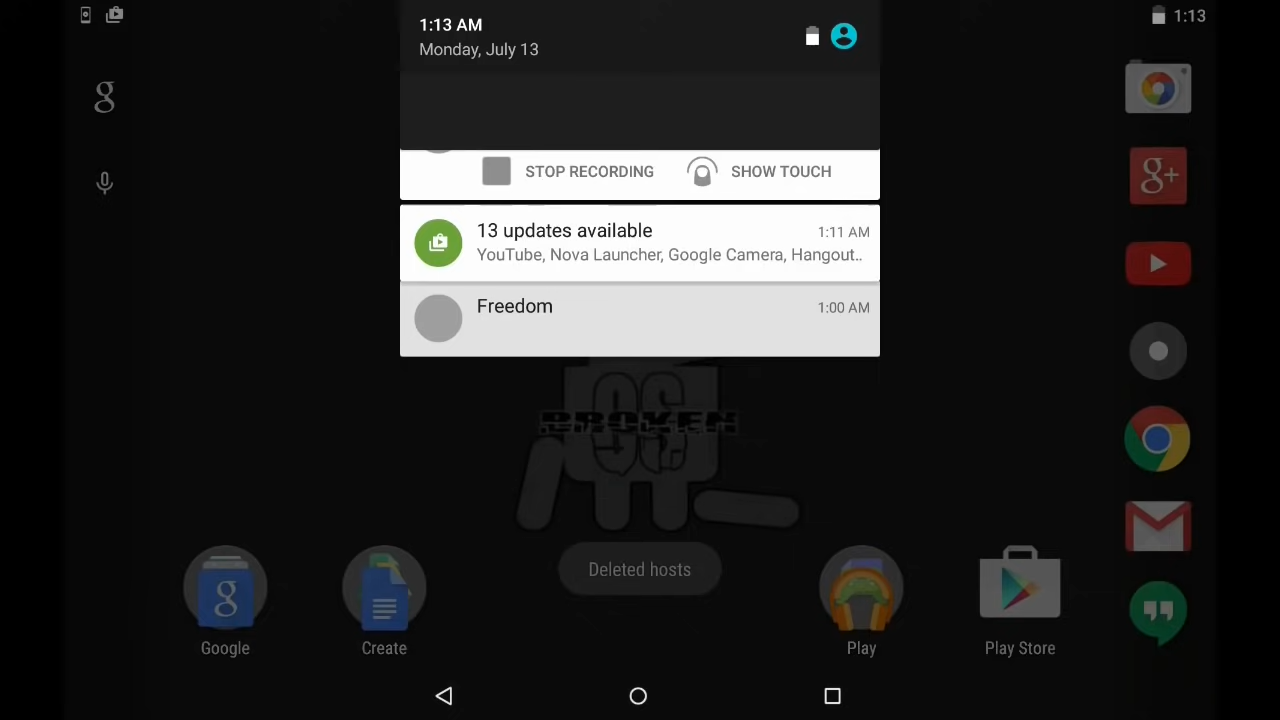 1:13
1:13 AM
Monday, July 13
STOP RECORDING
SHOW TOUCH
13 updates available
1:11 AM
YouTube, Nova Launcher, Google Camera, Hangout..
Freedom
1:00 AM
BROKEN
Deleted hosts
Google
Create
Play
Play Store
g
g+
g